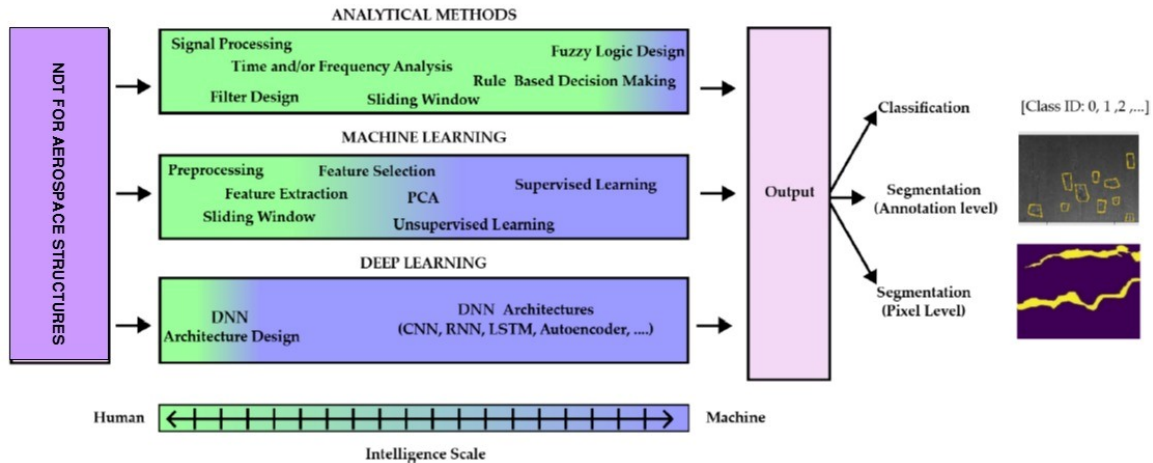 NDT FOR AEROSPACE STRUCTURES
ANALYTICAL METHODS
Signal Processing
Fuzzy Logic Design
Time and/or Frequency Analysis
Rule Based Decision Making
Filter Design
Sliding Window
MACHINE LEARNING
Preprocessing
Feature Selection
Supervised Learning
Feature Extraction
PCA
Sliding Window
Unsupervised Learning
DEEP LEARNING
DNN
Architecture Design
DNN Architectures
(CNN, RNN, LSTM, Autoencoder, ....)
Human
Machine
Intelligence Scale
Output
Classification
[Class ID: 0, 1 ,2 ,...]
Segmentation
(Annotation level)
Segmentation
(Pixel Level)